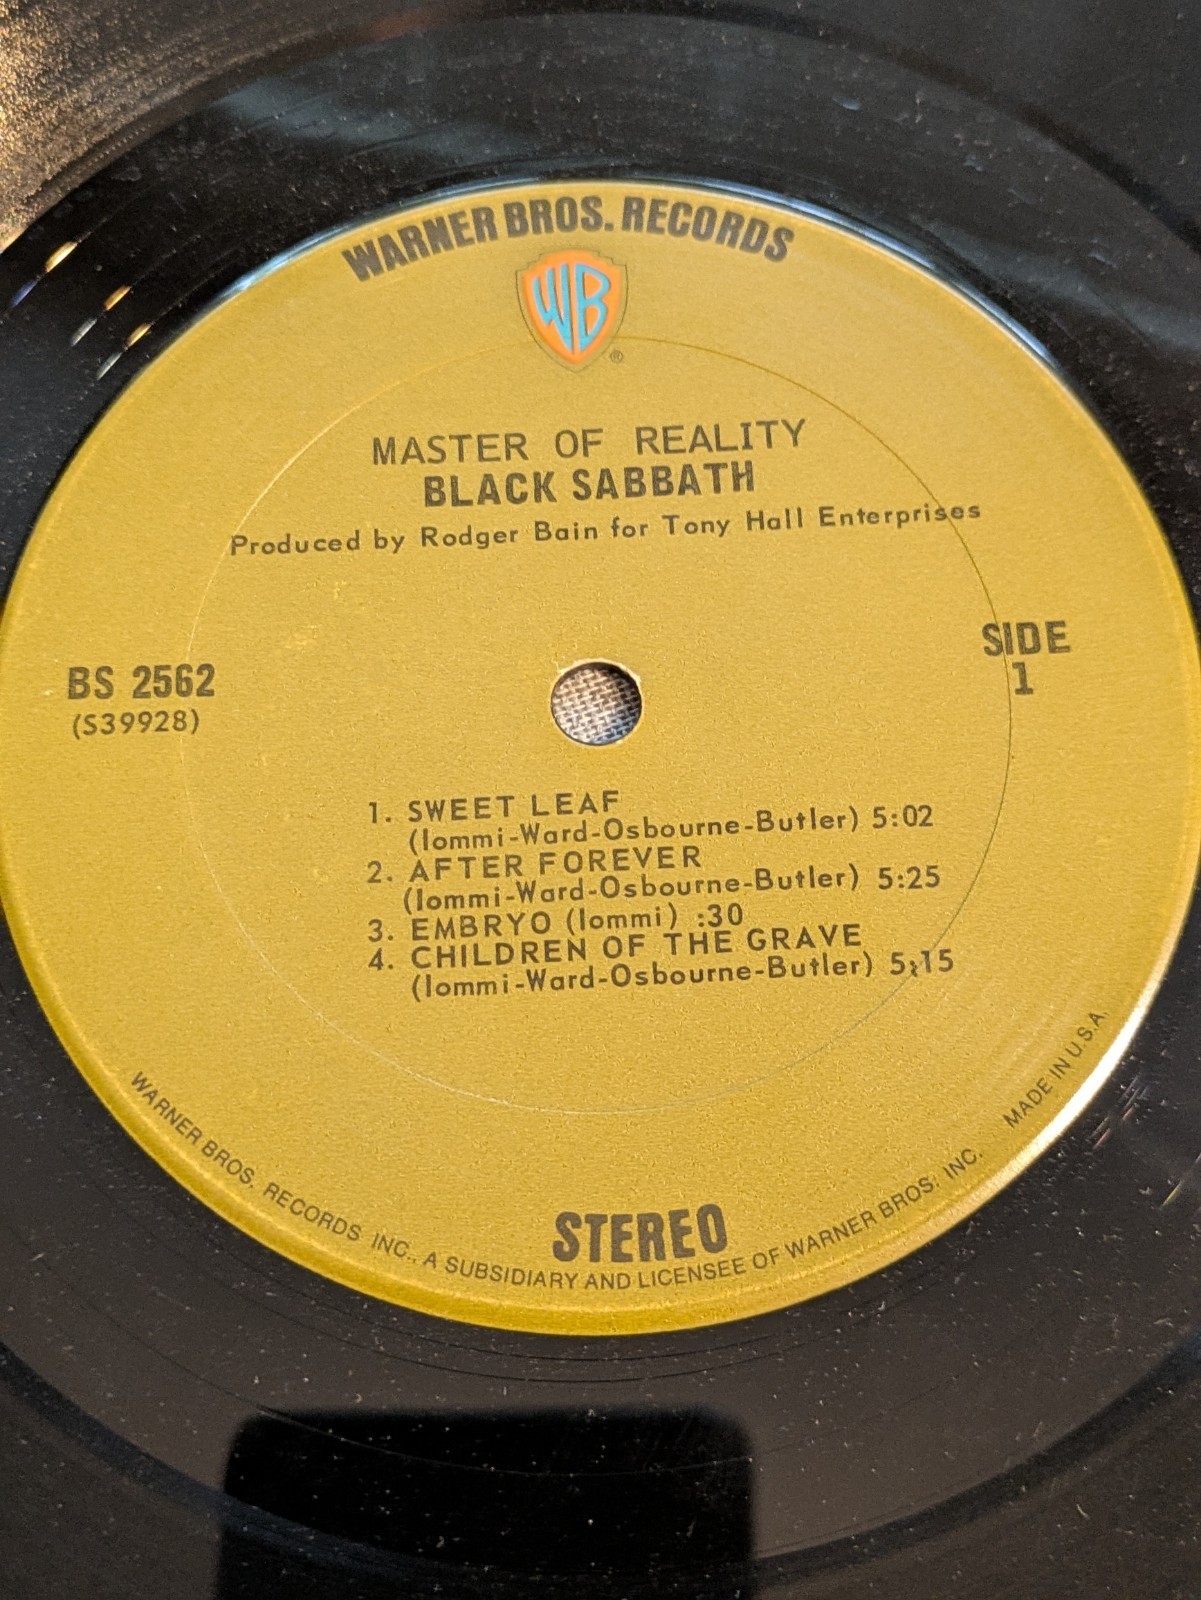 WARNER BROS. RECORDS
WB
®
MASTER OF REALITY
BLACK SABBATH
Produced by Rodger Bain for Tony Hall Enterprises
SIDE
1
BS 2562
(S39928)
1. SWEET LEAF
(Iommi-Ward-Osbourne-Butler) 5:02
2. AFTER FOREVER
(Iommi-Ward-Osbourne-Butler) 5:25
3. EMBRYO (Iommi) :30
4. CHILDREN OF THE GRAVE
(Iommi-Ward-Osbourne-Butler) 5:15
STEREO
WARNER BROS. RECORDS INC., A SUBSIDIARY AND LICENSEE OF WARNER BROS. INC. MADE IN U.S.A.